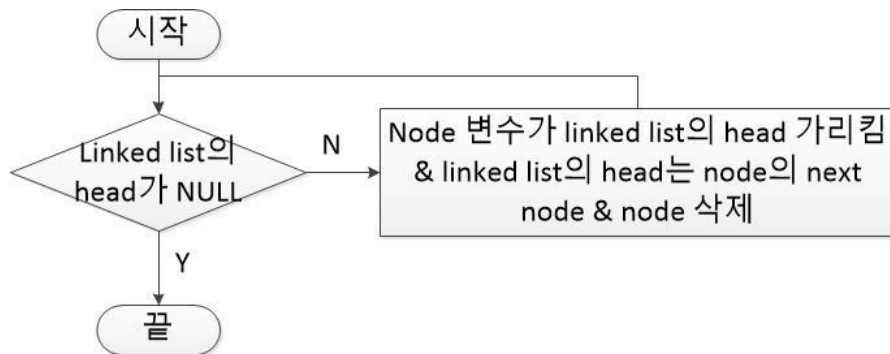 시작
Linked list의
head가 NULL
N
Node 변수가 linked list의 head 가리킴
& linked list의 head는 node의 next
node & node 삭제
Y
끝